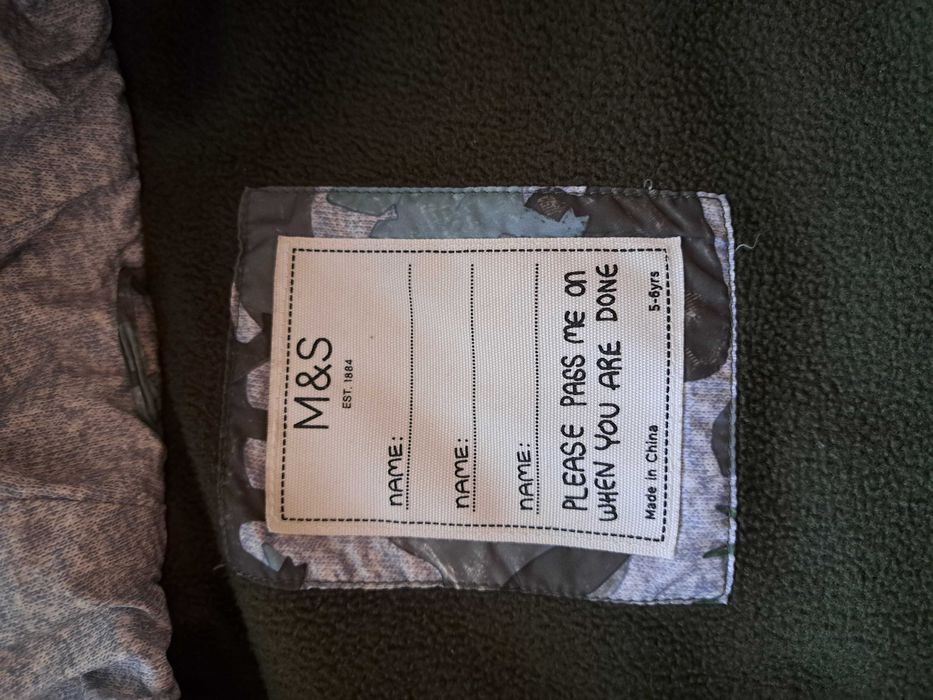 M&S
EST. 1884
NAME:
NAME:
NAME:
PLEASE PASS ME ON
WHEN YOU ARE DONE
Made in China 5-6yrs